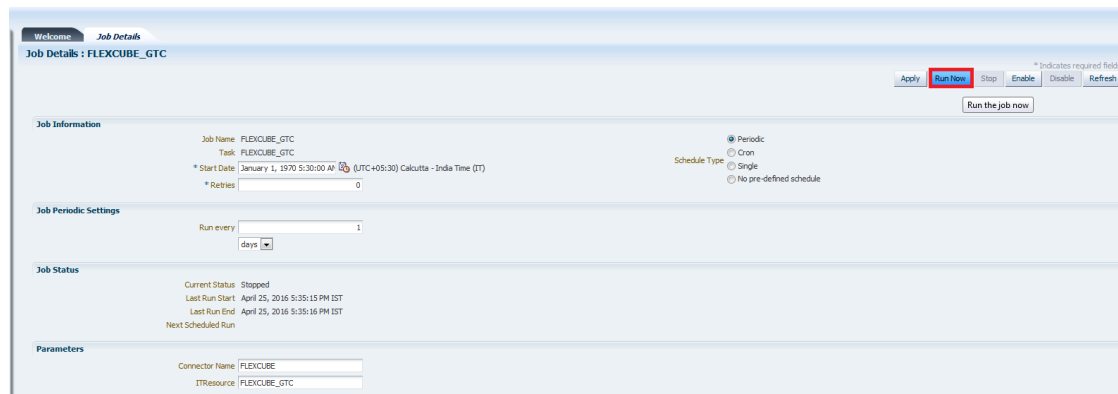 Welcome Job Details
Job Details : FLEXCUBE_GTC
* Indicates required field
Apply Run Now Stop Enable Disable Refresh
Run the job now
Job Information
Job Name FLEXCUBE_GTC
Task FLEXCUBE_GTC
* Start Date January 1, 1970 5:30:00 AM (UTC+05:30) Calcutta - India Time (IT)
* Retries 0
Schedule Type
Periodic
Cron
Single
No pre-defined schedule
Job Periodic Settings
Run every 1
days
Job Status
Current Status Stopped
Last Run Start April 25, 2016 5:35:15 PM IST
Last Run End April 25, 2016 5:35:16 PM IST
Next Scheduled Run
Parameters
Connector Name FLEXCUBE
ITResource FLEXCUBE_GTC